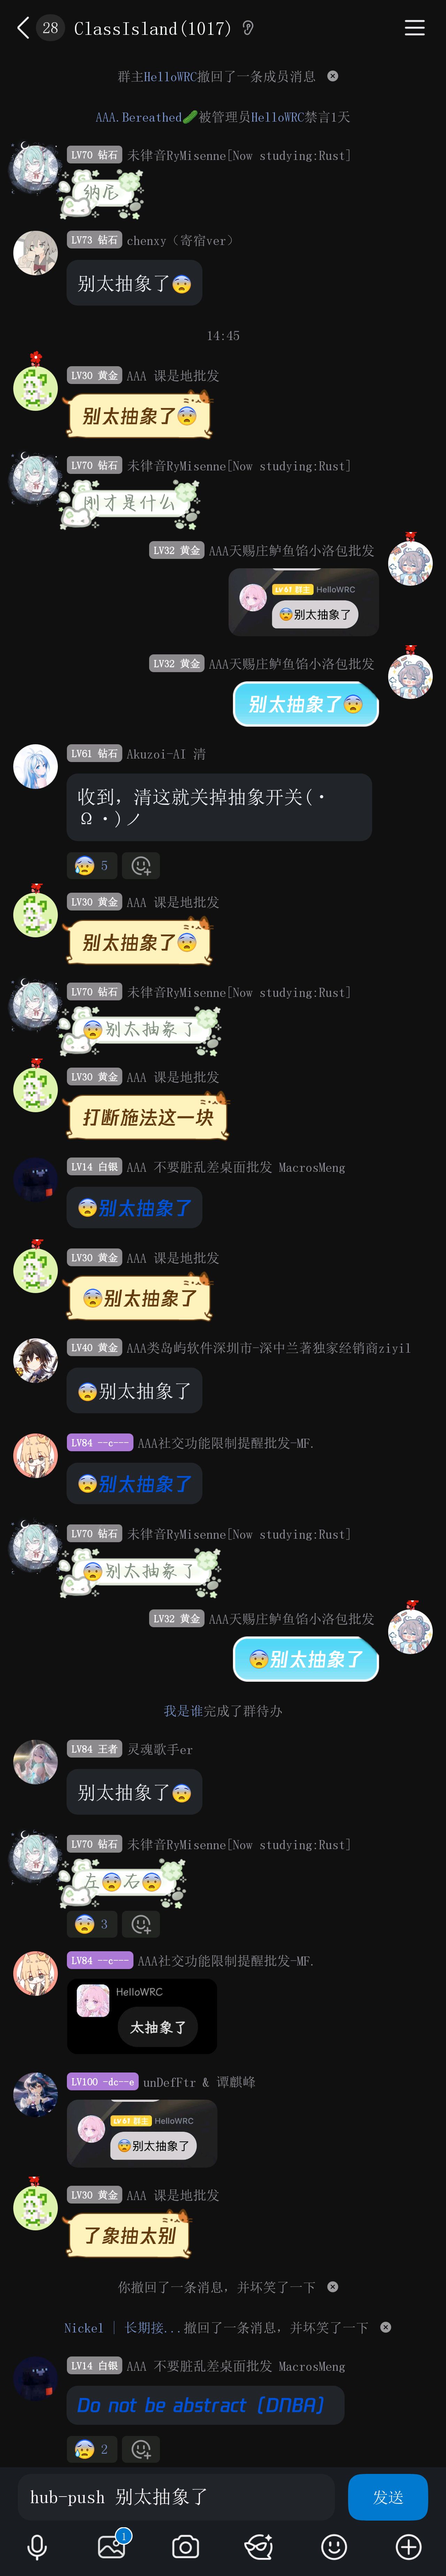 28 ClassIsland(1017)
群主HelloWRC撤回了一条成员消息
AAA.Bereathed🥒被管理员HelloWRC禁言1天
LV70 钻石 未律音RyMisenne[Now studying:Rust]
纳尼
LV73 钻石 chenxy（寄宿ver）
别太抽象了😨
14:45
LV30 黄金 AAA 课是地批发
别太抽象了😨
LV70 钻石 未律音RyMisenne[Now studying:Rust]
刚才是什么
LV32 黄金 AAA天赐庄鲈鱼馅小洛包批发
LV67 群主 HelloWRC
😨别太抽象了
LV32 黄金 AAA天赐庄鲈鱼馅小洛包批发
别太抽象了😨
LV61 钻石 Akuzoi-AI 清
收到，清这就关掉抽象开关(・
Ω・)ノ
😰 5
LV30 黄金 AAA 课是地批发
别太抽象了😨
LV70 钻石 未律音RyMisenne[Now studying:Rust]
😨别太抽象了
LV30 黄金 AAA 课是地批发
打断施法这一块
LV14 白银 AAA 不要脏乱差桌面批发 MacrosMeng
😨别太抽象了
LV30 黄金 AAA 课是地批发
😨别太抽象了
LV40 黄金 AAA类岛屿软件深圳市-深中兰著独家经销商ziyil
😨别太抽象了
LV84 --c--- AAA社交功能限制提醒批发-MF.
😨别太抽象了
LV70 钻石 未律音RyMisenne[Now studying:Rust]
😨别太抽象了
LV32 黄金 AAA天赐庄鲈鱼馅小洛包批发
😨别太抽象了
我是谁完成了群待办
LV84 王者 灵魂歌手er
别太抽象了😨
LV70 钻石 未律音RyMisenne[Now studying:Rust]
左😨右😨
😨 3
LV84 --c--- AAA社交功能限制提醒批发-MF.
HelloWRC
太抽象了
LV100 -dc--e unDefFtr & 谭麒峰
LV67 群主 HelloWRC
😨别太抽象了
LV30 黄金 AAA 课是地批发
了象抽太别
你撤回了一条消息，并坏笑了一下
Nickel | 长期接...撤回了一条消息，并坏笑了一下
LV14 白银 AAA 不要脏乱差桌面批发 MacrosMeng
Do not be abstract (DNBA)
😰 2
hub-push 别太抽象了 发送
1